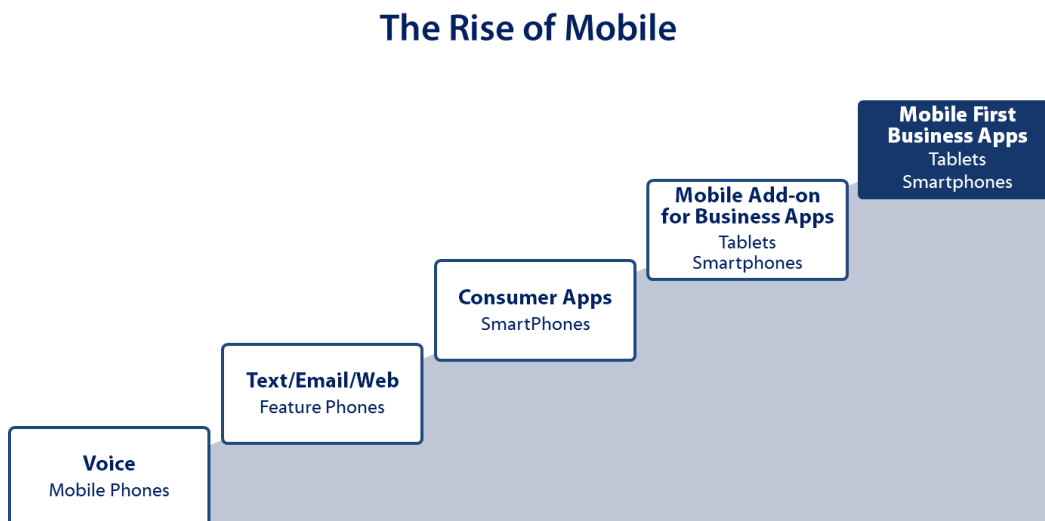 The Rise of Mobile
Mobile First
Business Apps
Tablets
Smartphones
Mobile Add-on
for Business Apps
Tablets
Smartphones
Consumer Apps
SmartPhones
Text/Email/Web
Feature Phones
Voice
Mobile Phones